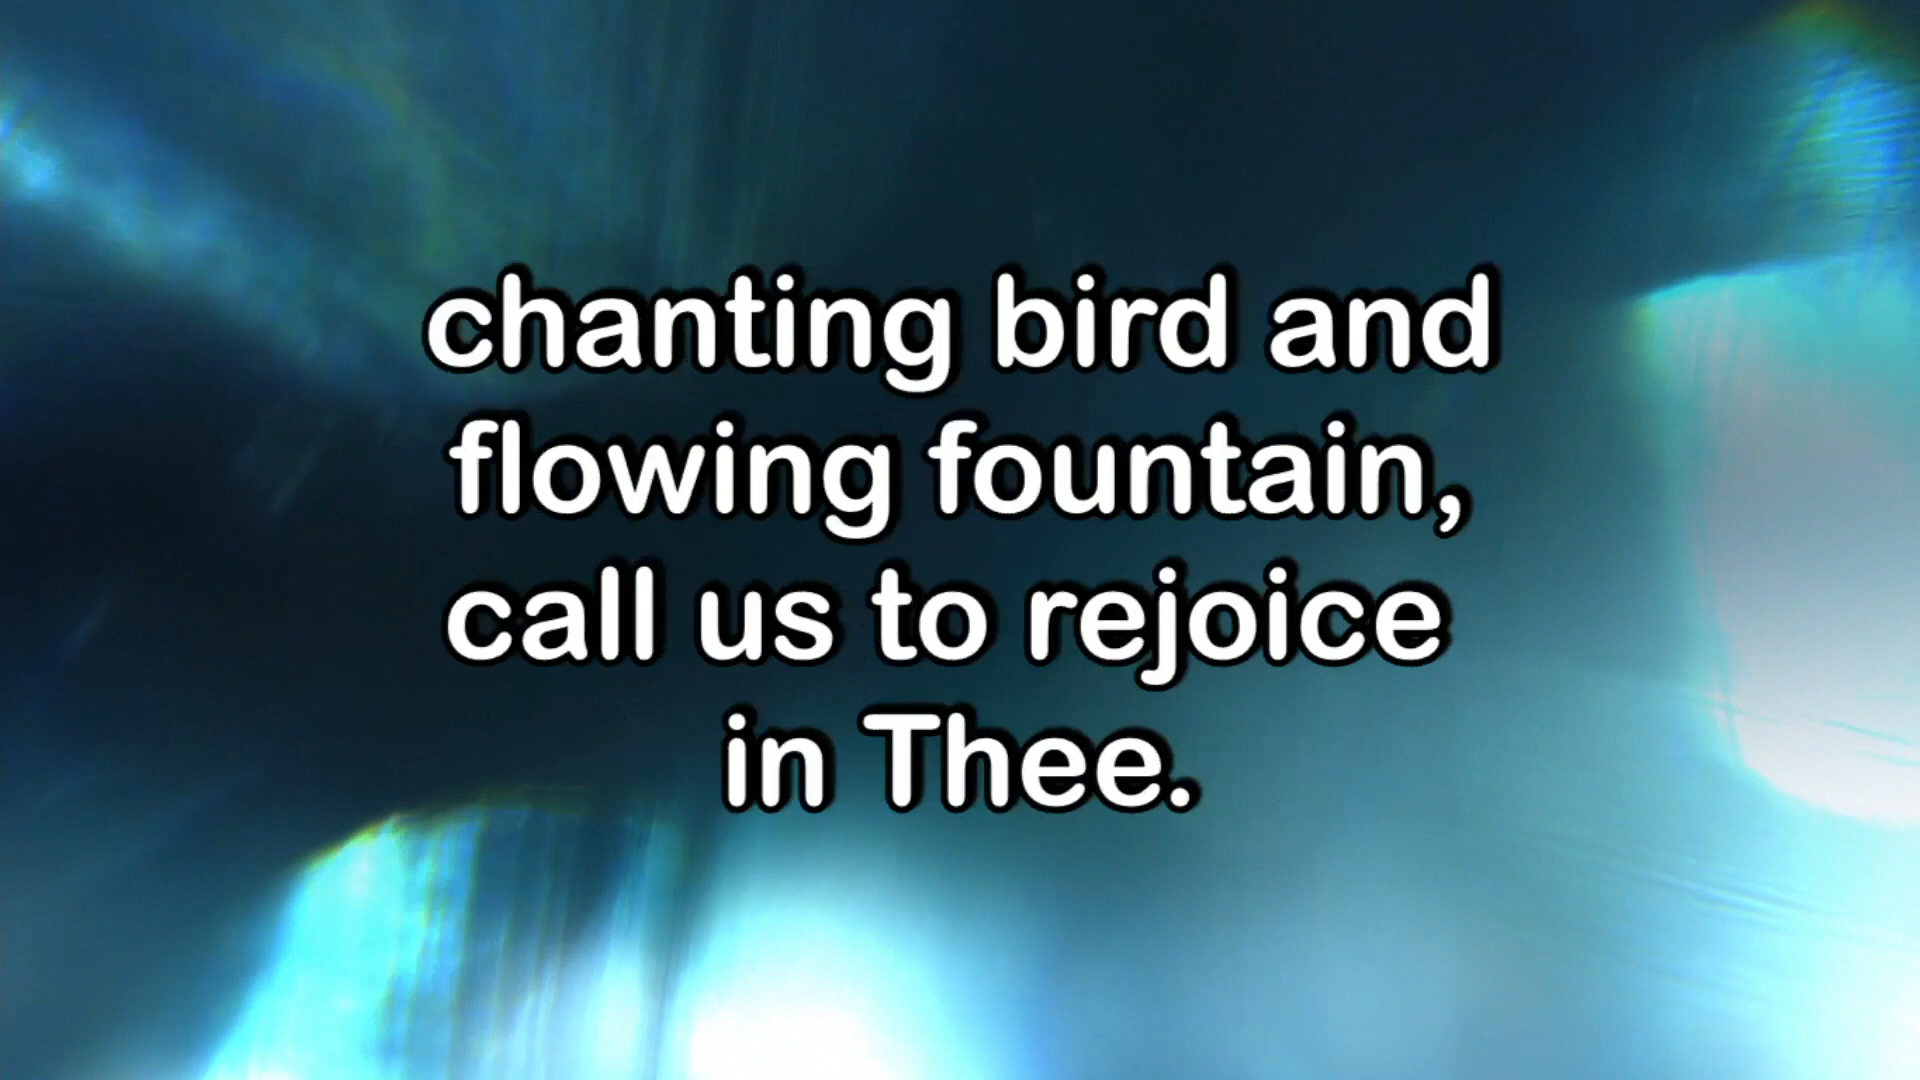 chanting bird and
flowing fountain,
call us to rejoice
in Thee.